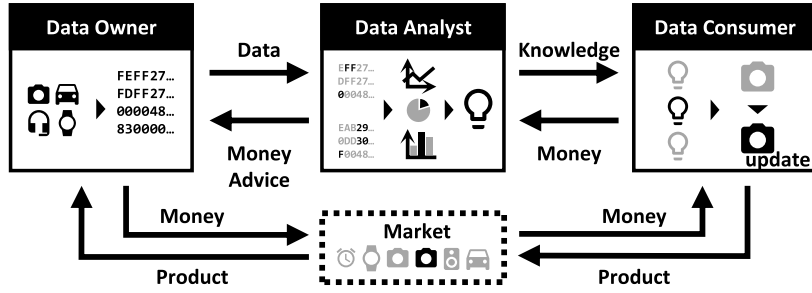 Data Owner
Data Analyst
Data Consumer
FEFF27...
FDFF27...
000048...
830000...
Data
Money
Advice
EFF27...
DFF27...
00048...
EAB29...
0DD30...
F0048...
Knowledge
Money
update
Money
Product
Market
Money
Product